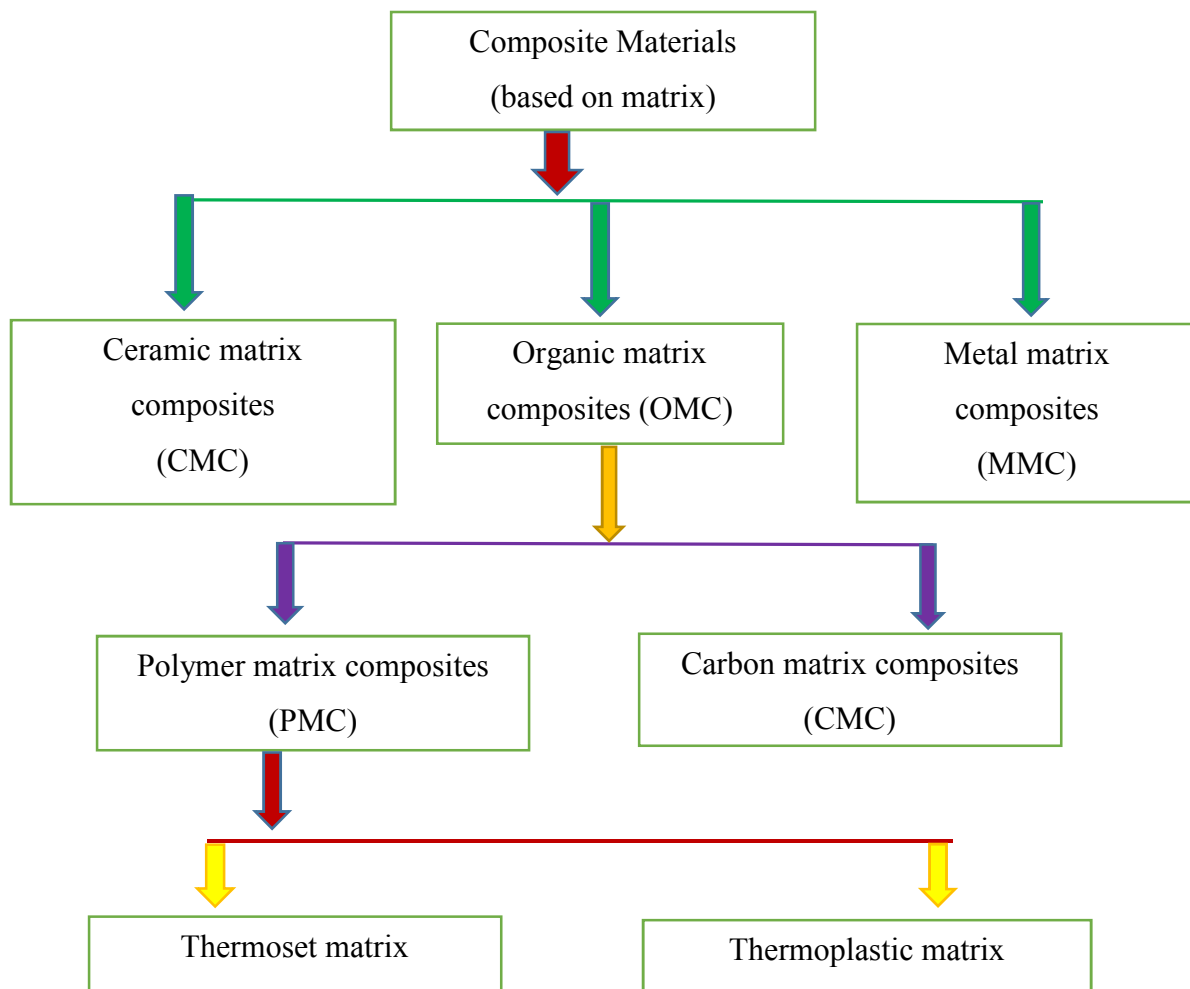 Composite Materials
(based on matrix)
Ceramic matrix
composites
(CMC)
Organic matrix
composites (OMC)
Metal matrix
composites
(MMC)
Polymer matrix composites
(PMC)
Carbon matrix composites
(CMC)
Thermoset matrix
Thermoplastic matrix